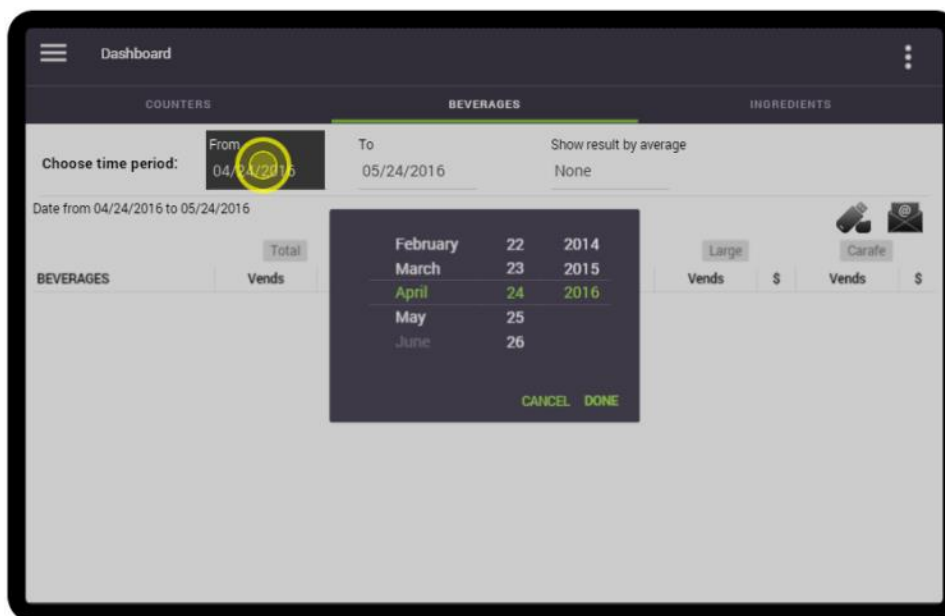 Dashboard
COUNTERS BEVERAGES INGREDIENTS
Choose time period:
From
04/24/2016
To
05/24/2016
Show result by average
None
Date from 04/24/2016 to 05/24/2016
@
Total Large Carafe
BEVERAGES Vends Vends $ Vends $
February 22 2014
March 23 2015
April 24 2016
May 25
June 26
CANCEL DONE